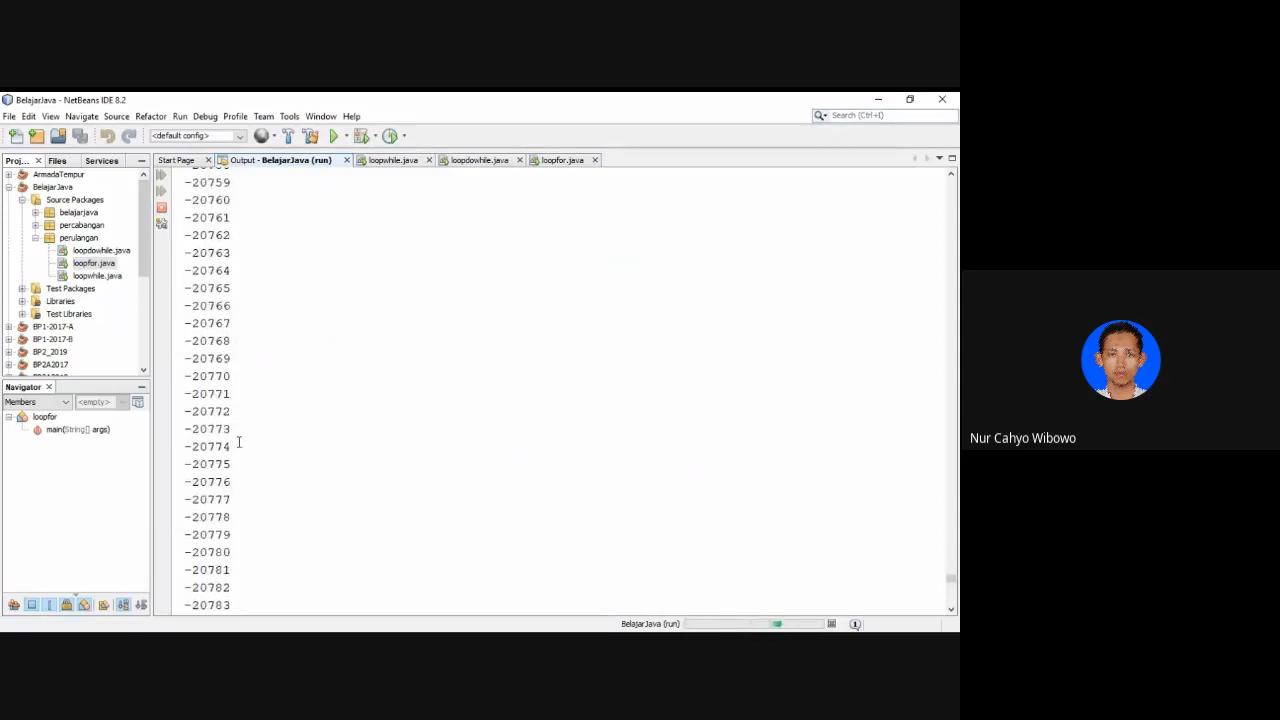 BelajarJava - NetBeans IDE 8.2
File Edit View Navigate Source Refactor Run Debug Profile Team Tools Window Help
Search (Ctrl+I)
<default config>
Proj... Files Services
Start Page Output - BelajarJava (run) loopwhile.java loopdowhile.java loopfor.java
ArmadaTempur
BelajarJava
Source Packages
belajarjava
percabangan
perulangan
loopdowhile.java
loopfor.java
loopwhile.java
Test Packages
Libraries
Test Libraries
BP1-2017-A
BP1-2017-B
BP2_2019
BP2A2017
Navigator
Members <empty>
loopfor
main(String[] args)
-20759
-20760
-20761
-20762
-20763
-20764
-20765
-20766
-20767
-20768
-20769
-20770
-20771
-20772
-20773
-20774
-20775
-20776
-20777
-20778
-20779
-20780
-20781
-20782
-20783
BelajarJava (run)
1
Nur Cahyo Wibowo